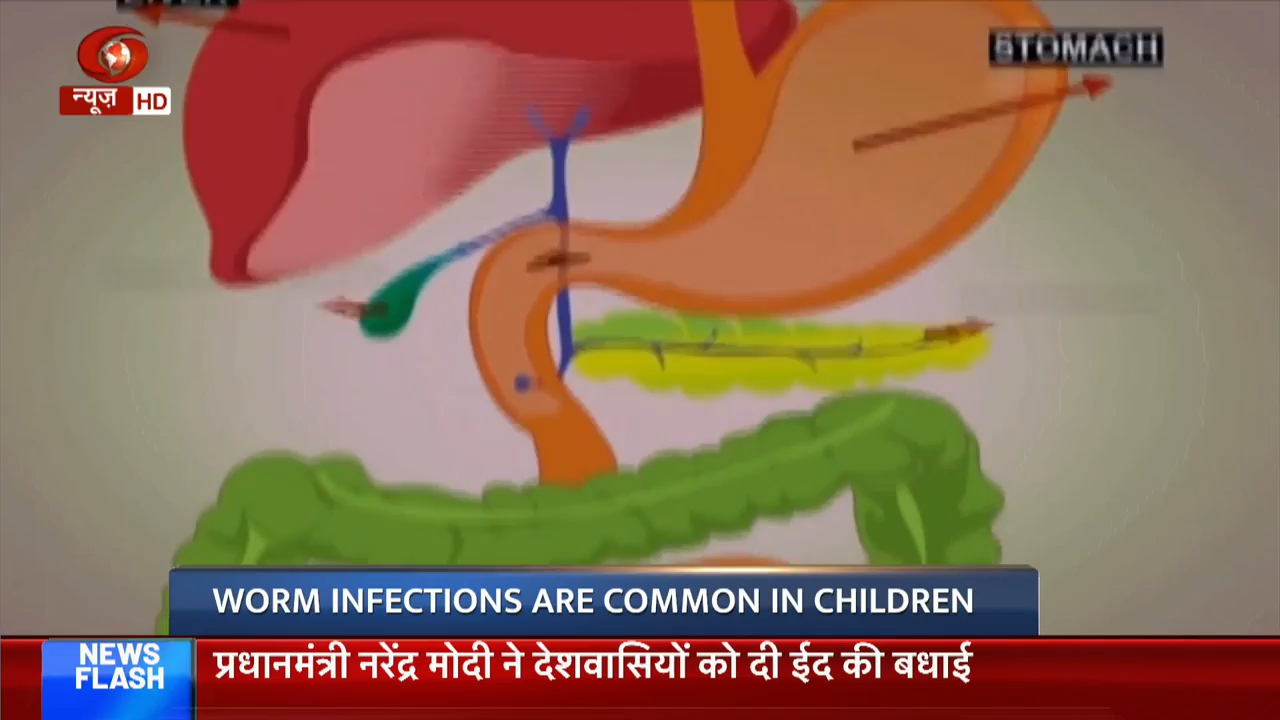 STOMACH
न्यूज़ HD
WORM INFECTIONS ARE COMMON IN CHILDREN
NEWS
FLASH
प्रधानमंत्री नरेंद्र मोदी ने देशवासियों को दी ईद की बधाई